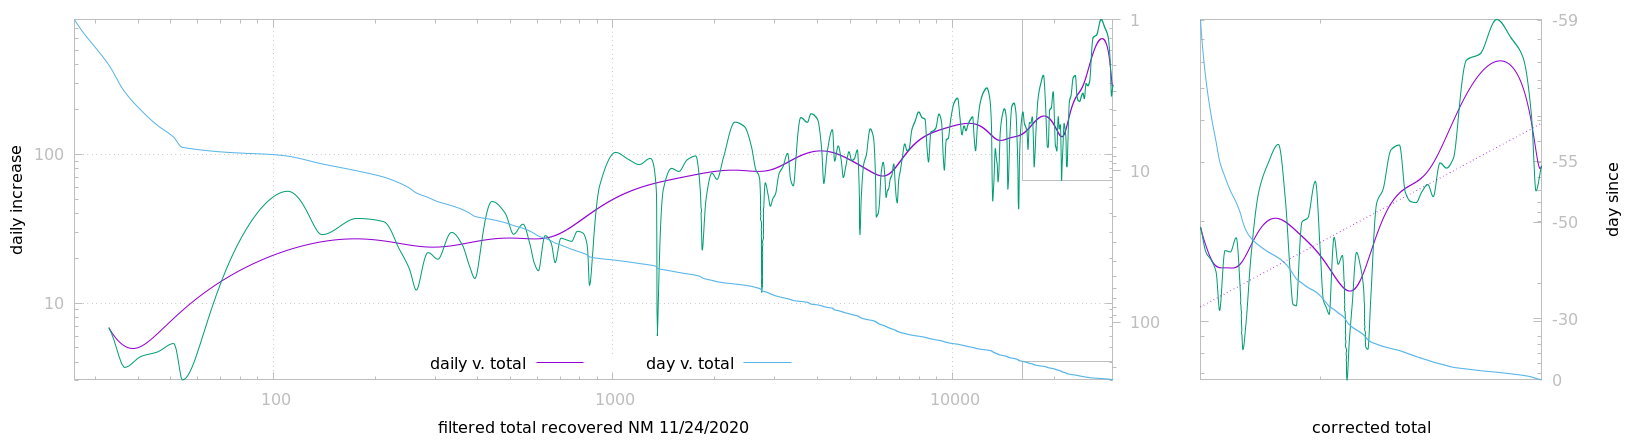 1
-59
100
10
-55
daily increase
-50
day since
10
100
-30
daily v. total
day v. total
0
100
1000
10000
filtered total recovered NM 11/24/2020
corrected total